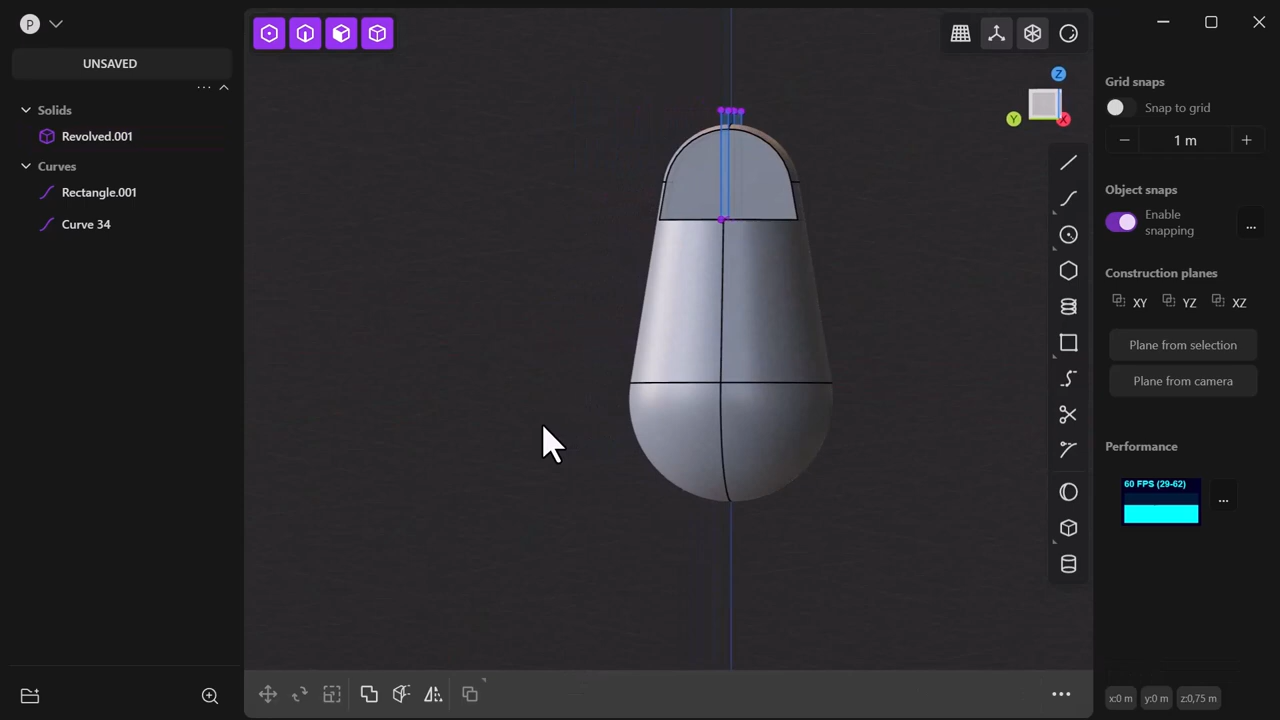 P
UNSAVED
...
Solids
Revolved.001
Curves
Rectangle.001
Curve 34
Z
Y
X
Grid snaps
Snap to grid
1 m
Object snaps
Enable
snapping
...
Construction planes
XY YZ XZ
Plane from selection
Plane from camera
Performance
60 FPS (29-62)
...
x:0 m y:0 m z:0,75 m